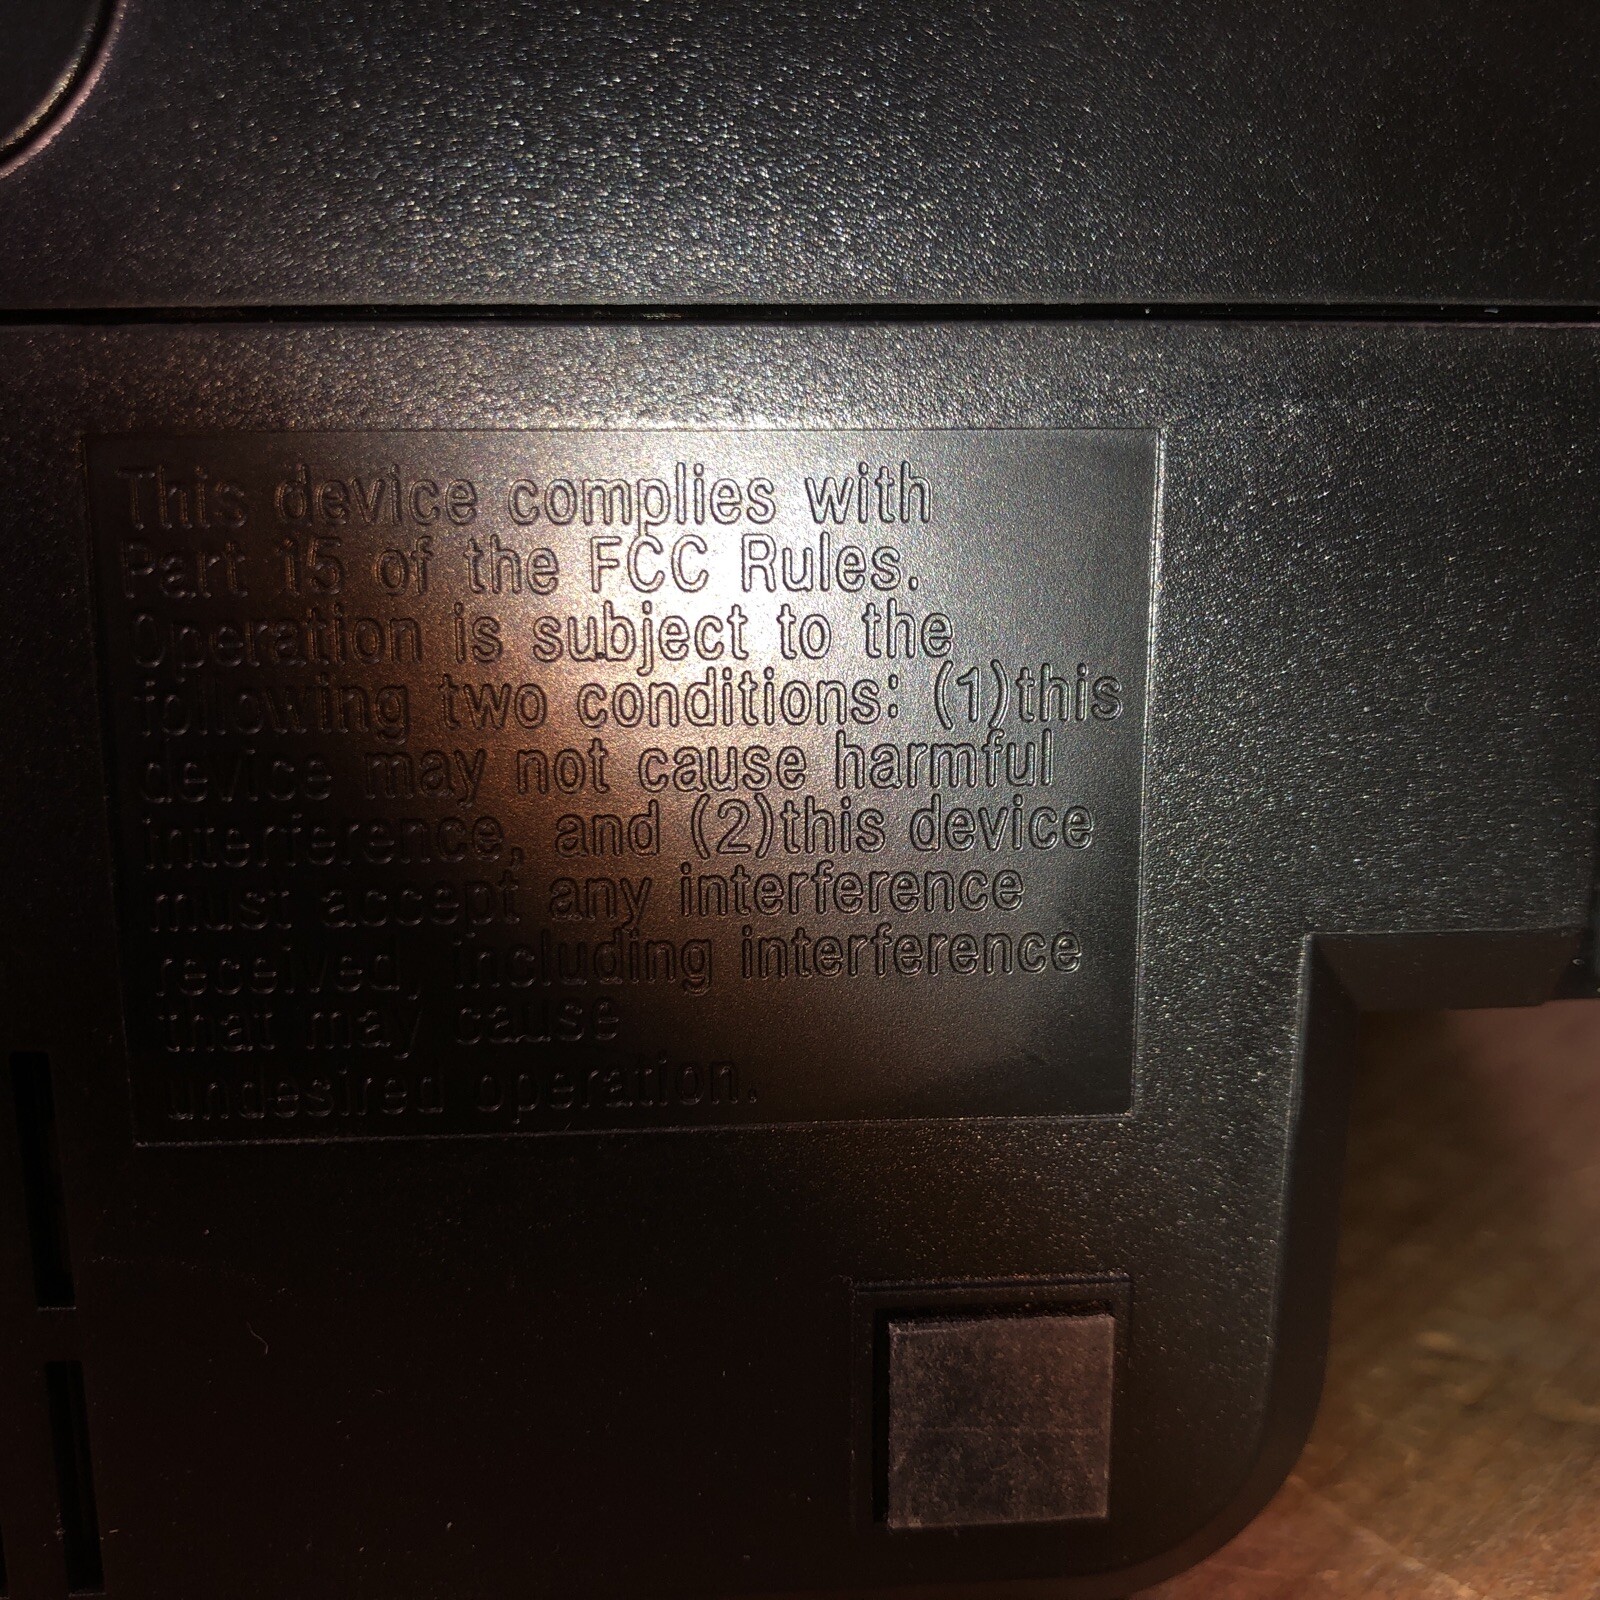 This device complies with
Part 15 of the FCC Rules.
Operation is subject to the
following two conditions: (1)this
device may not cause harmful
interference, and (2)this device
must accept any interference
received, including interference
that may cause
undesired operation.